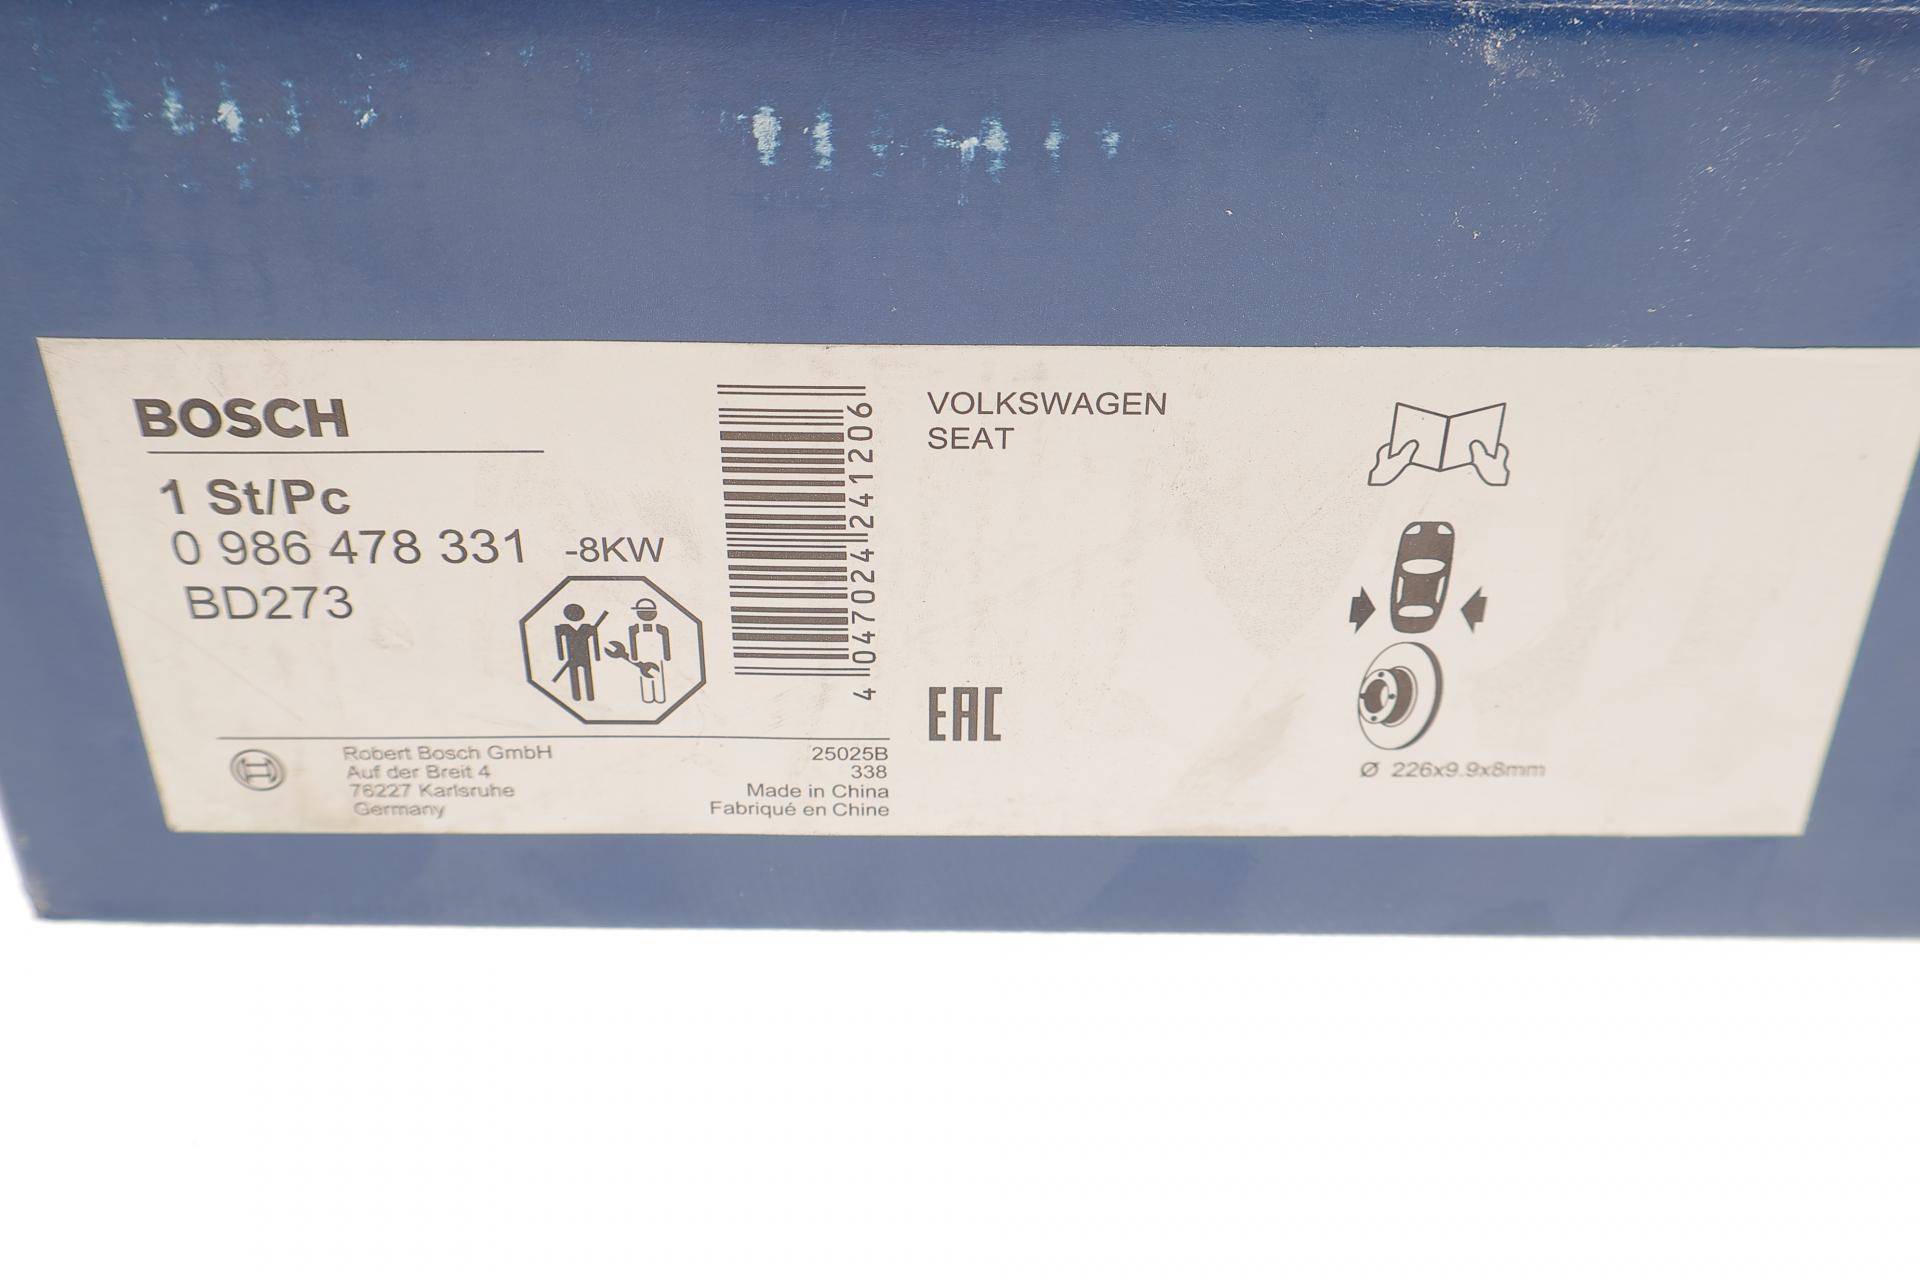 BOSCH
1 St/Pc
0 986 478 331 -8KW
BD273
4 047024 241206
Robert Bosch GmbH
Auf der Breit 4
76227 Karlsruhe
Germany
25025B
338
Made in China
Fabriqué en Chine
VOLKSWAGEN
SEAT
EAC
Ø 226x9.9x8mm